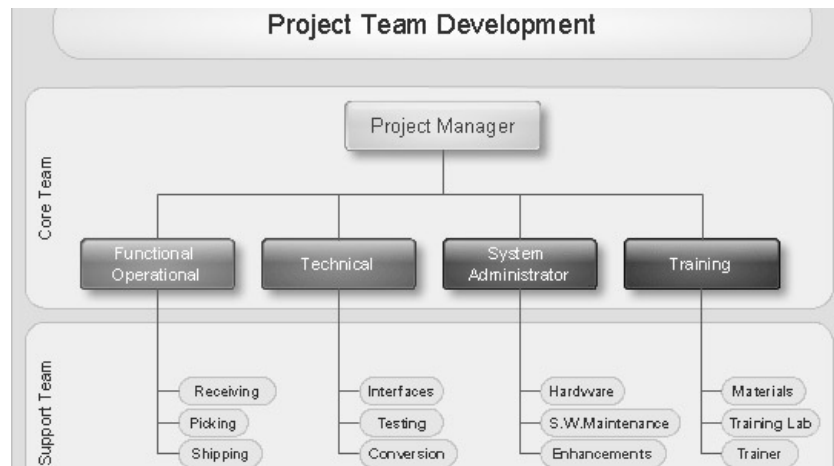 Project Team Development
Core Team
Project Manager
Functional
Operational
Technical
System
Administrator
Training
Support Team
Receiving
Picking
Shipping
Interfaces
Testing
Conversion
Hardware
S.W.Maintenance
Enhancements
Materials
Training Lab
Trainer